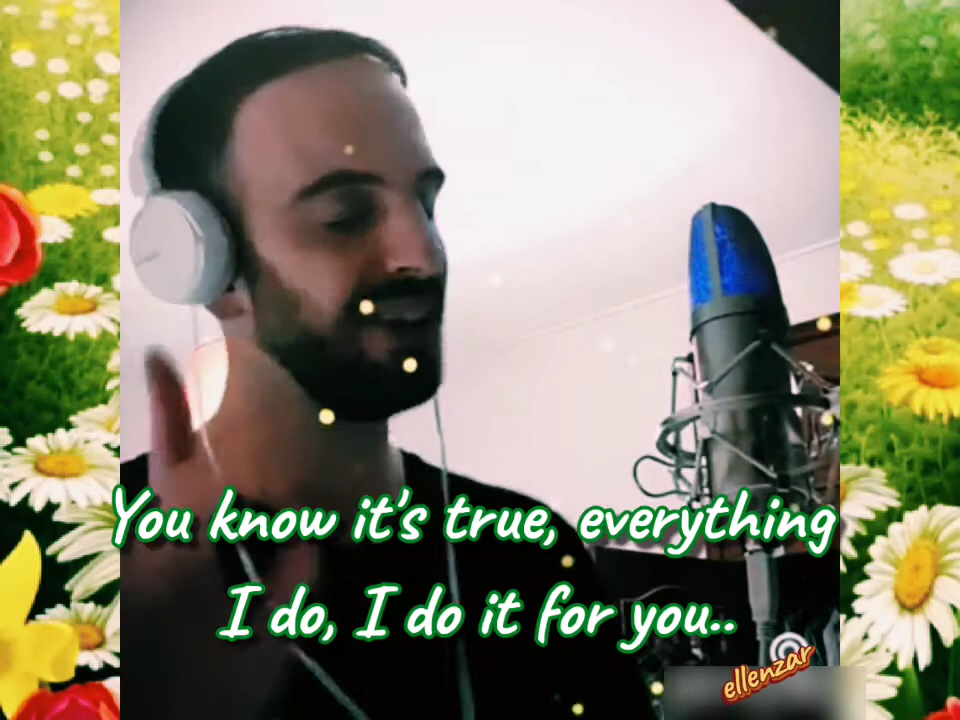 You know it's true, everything
I do, I do it for you..
ellenzar